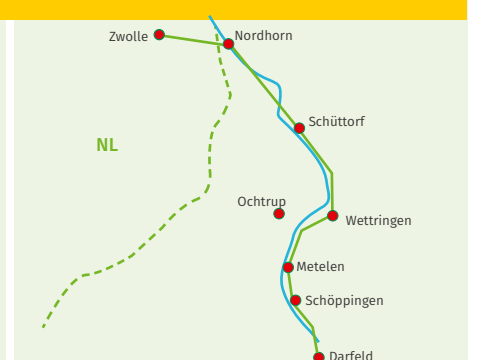 Zwolle
Nordhorn
Schüttorf
NL
Ochtrup
Wettringen
Metelen
Schöppingen
Darfeld